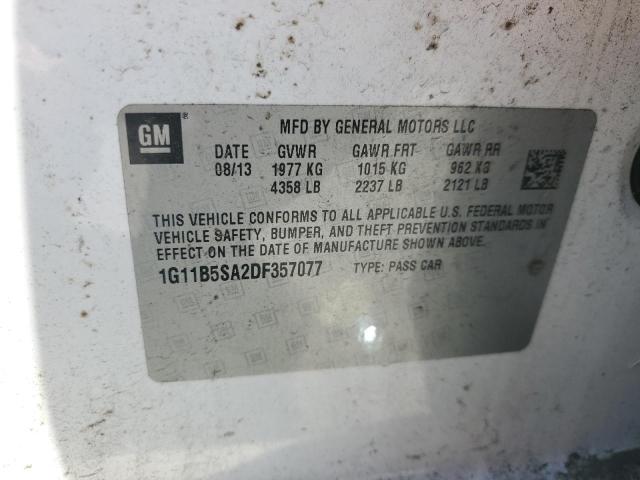 GM ®
MFD BY GENERAL MOTORS LLC
DATE GVWR GAWR FRT GAWR RR
08/13 1977 KG 1015 KG 962 KG
4358 LB 2237 LB 2121 LB
THIS VEHICLE CONFORMS TO ALL APPLICABLE U.S. FEDERAL MOTOR
VEHICLE SAFETY, BUMPER, AND THEFT PREVENTION STANDARDS IN
EFFECT ON THE DATE OF MANUFACTURE SHOWN ABOVE.
1G11B5SA2DF357077 TYPE: PASS CAR